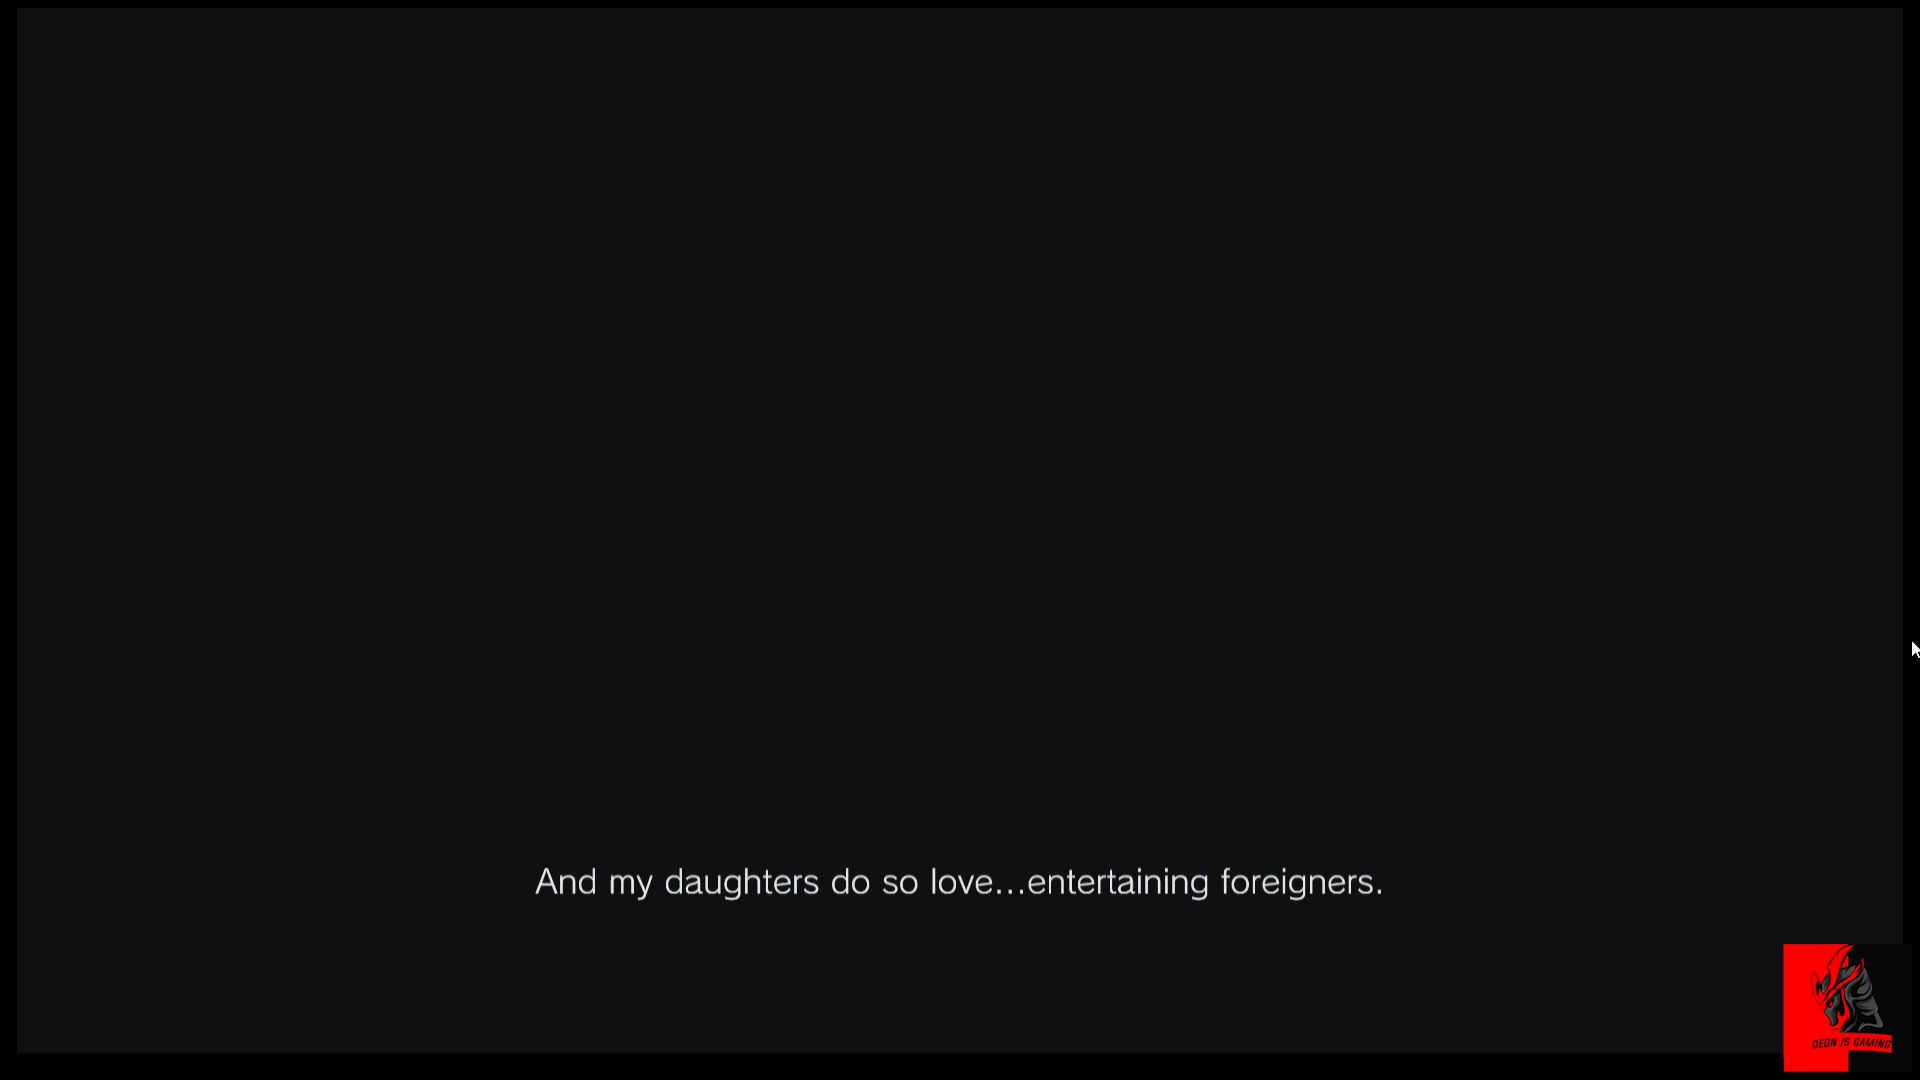 And my daughters do so love...entertaining foreigners.
DEON IS GAMING